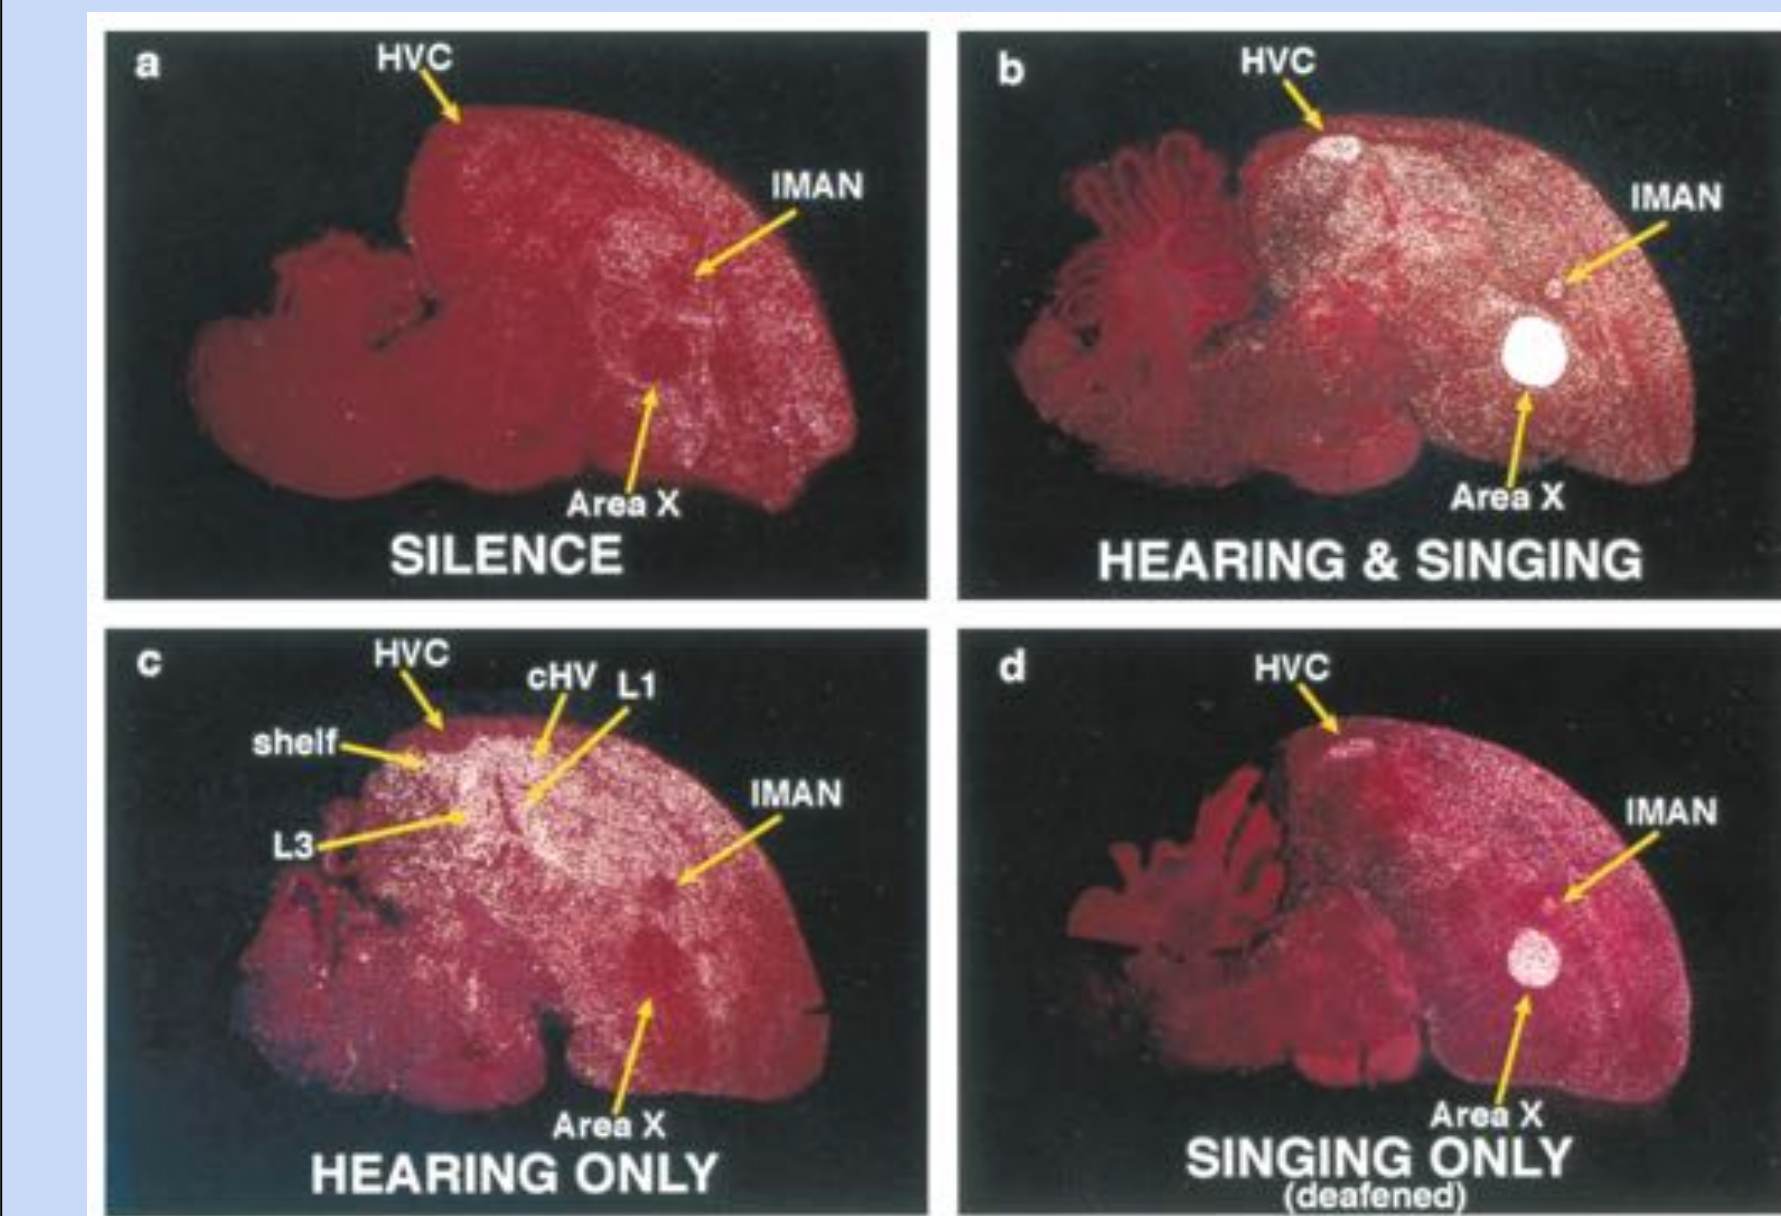 a
HVC
IMAN
Area X
SILENCE
b
HVC
IMAN
Area X
HEARING & SINGING
c
HVC
cHV
L1
shelf
IMAN
L3
Area X
HEARING ONLY
d
HVC
IMAN
Area X
SINGING ONLY
(deafened)